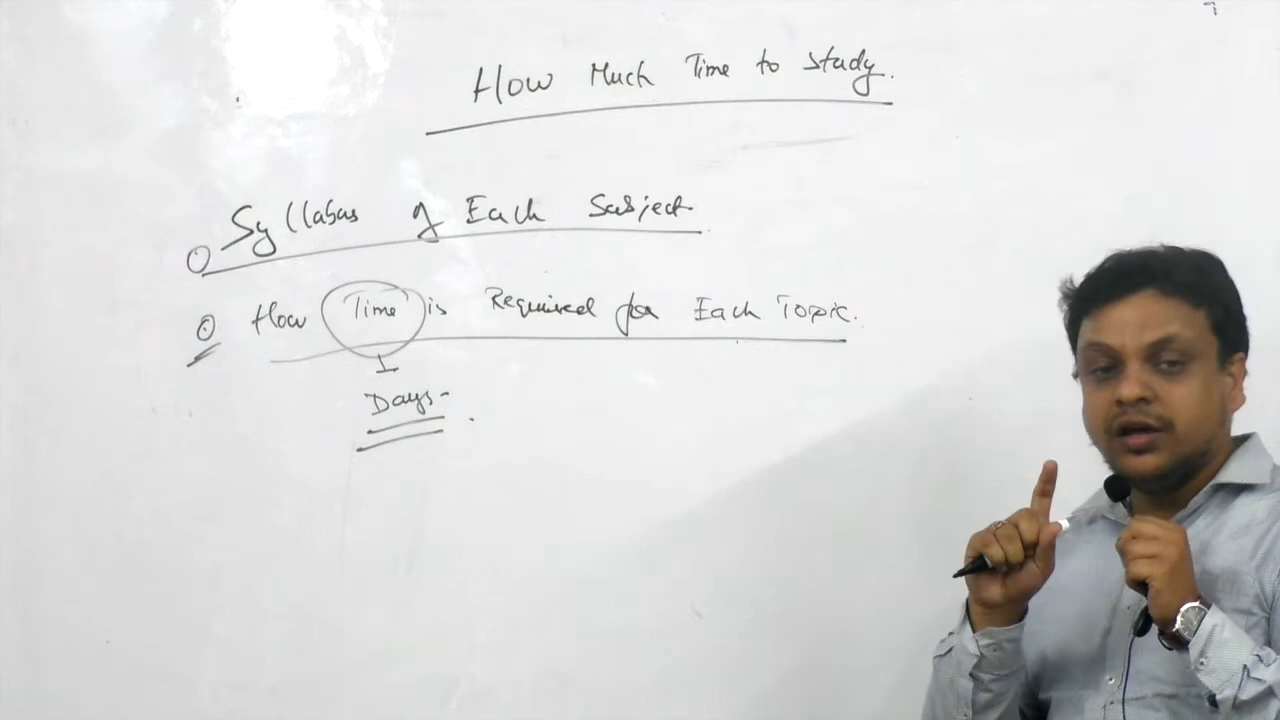 How Much Time to study.
Syllabus of Each Subject
How Time is Required for Each Topic.
Days-